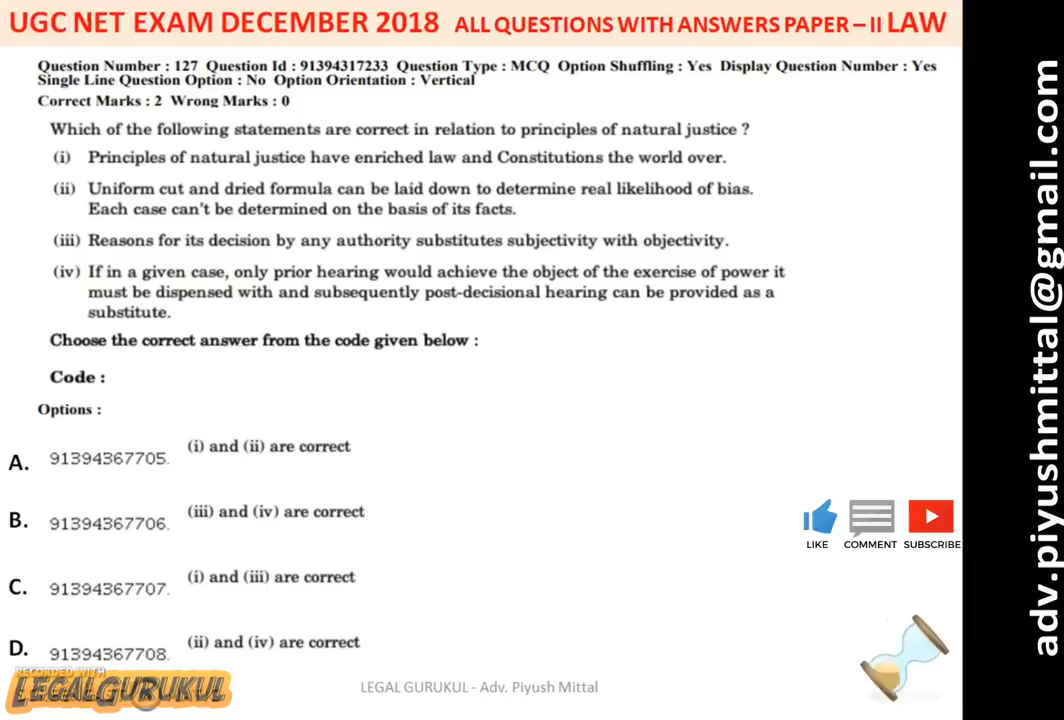 UGC NET EXAM DECEMBER 2018 ALL QUESTIONS WITH ANSWERS PAPER – II LAW
Question Number : 127 Question Id : 91394317233 Question Type : MCQ Option Shuffling : Yes Display Question Number : Yes
Single Line Question Option : No Option Orientation : Vertical
Correct Marks : 2 Wrong Marks : 0
Which of the following statements are correct in relation to principles of natural justice ?
(i) Principles of natural justice have enriched law and Constitutions the world over.
(ii) Uniform cut and dried formula can be laid down to determine real likelihood of bias.
Each case can't be determined on the basis of its facts.
(iii) Reasons for its decision by any authority substitutes subjectivity with objectivity.
(iv) If in a given case, only prior hearing would achieve the object of the exercise of power it
must be dispensed with and subsequently post-decisional hearing can be provided as a
substitute.
Choose the correct answer from the code given below :
Code :
Options :
A. 91394367705. (i) and (ii) are correct
B. 91394367706. (iii) and (iv) are correct
C. 91394367707. (i) and (iii) are correct
D. 91394367708. (ii) and (iv) are correct
LIKE COMMENT SUBSCRIBE
RECORDED WITH
LEGALGURUKUL
LEGAL GURUKUL - Adv. Piyush Mittal
adv.piyushmittal@gmail.com